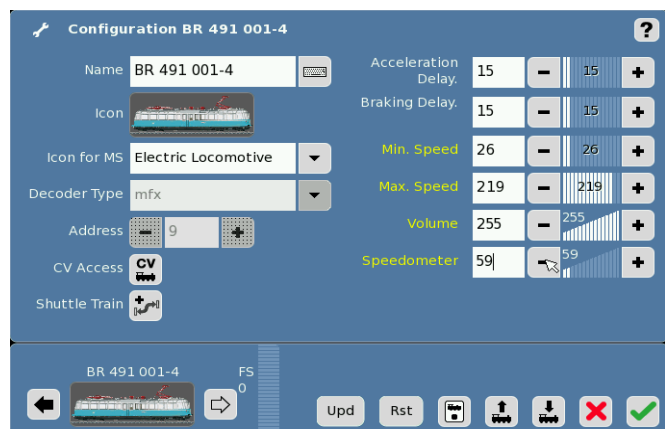 Configuration BR 491 001-4
?
Name BR 491 001-4
Icon
Icon for MS Electric Locomotive
Decoder Type mfx
Address - 9 +
CV Access CV
Shuttle Train
Acceleration
Delay.
15 - 15 +
Braking Delay.
15 - 15 +
Min. Speed 26 - 26 +
Max. Speed 219 - 219 +
Volume 255 - 255 +
Speedometer 59 - 59 +
BR 491 001-4
FS
0
Upd Rst